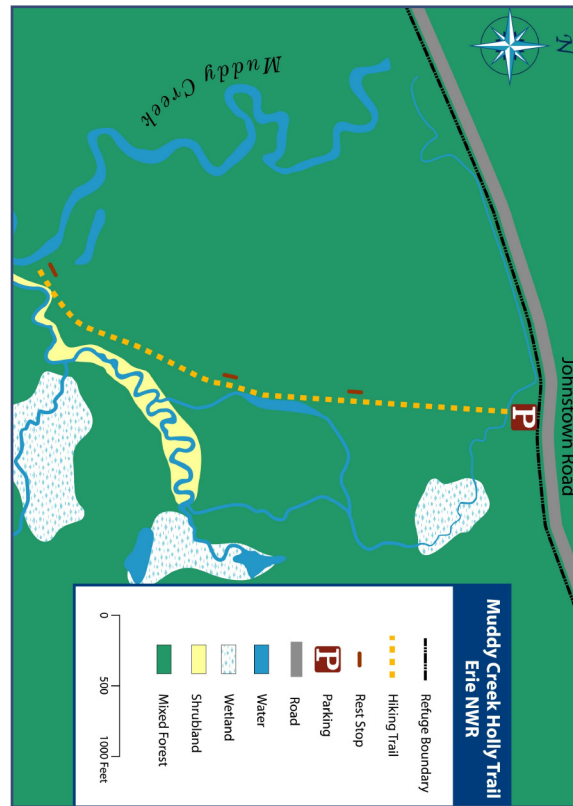 N
Muddy Creek
Johnstown Road
P
Muddy Creek Holly Trail
Erie NWR
Refuge Boundary
Hiking Trail
Rest Stop
P
Parking
Road
Water
Wetland
Shrubland
Mixed Forest
0 500 1000 Feet